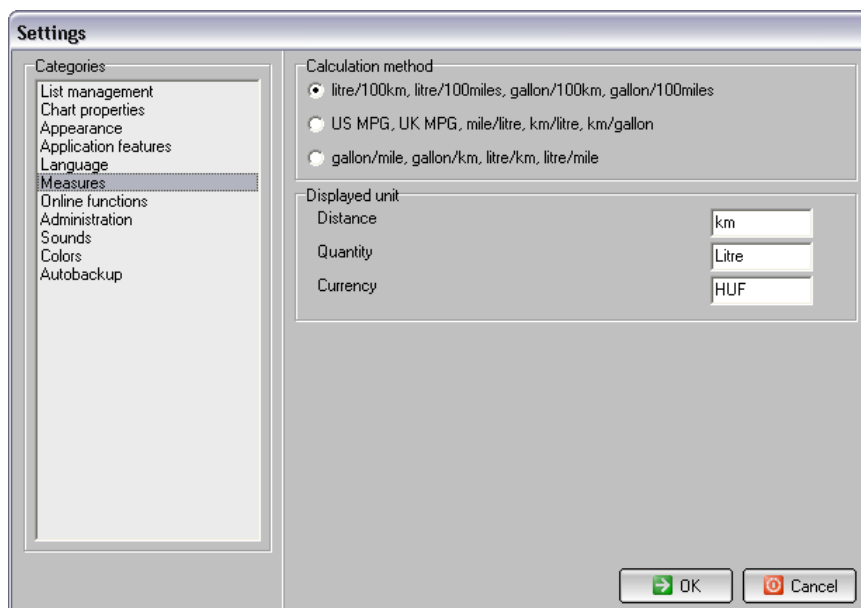 Settings
Categories
List management
Chart properties
Appearance
Application features
Language
Measures
Online functions
Administration
Sounds
Colors
Autobackup
Calculation method
litre/100km, litre/100miles, gallon/100km, gallon/100miles
US MPG, UK MPG, mile/litre, km/litre, km/gallon
gallon/mile, gallon/km, litre/km, litre/mile
Displayed unit
Distance km
Quantity Litre
Currency HUF
OK Cancel